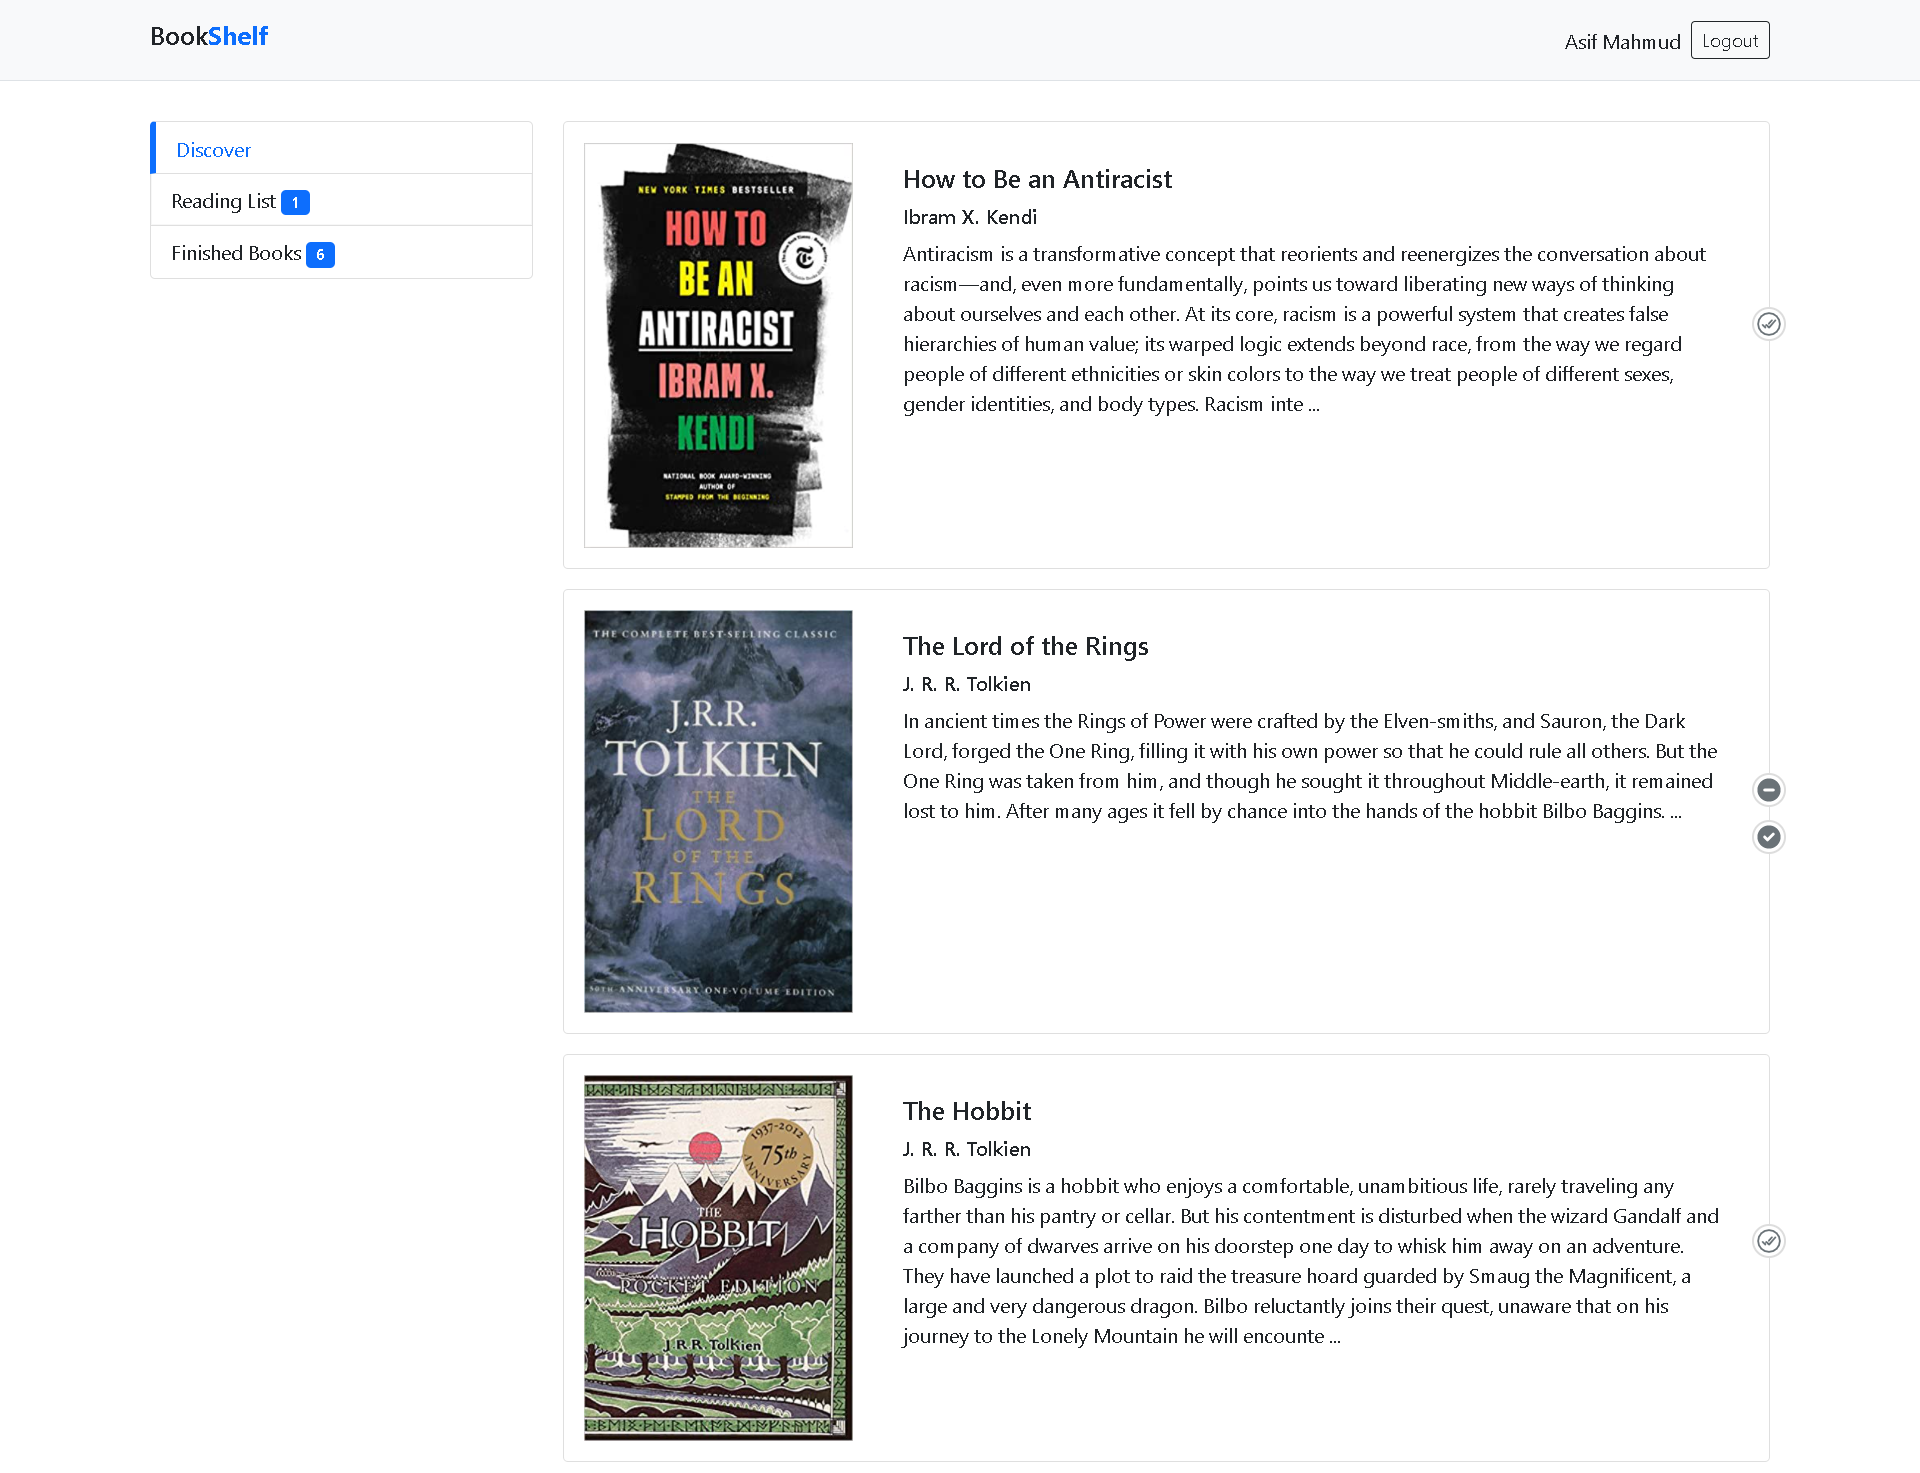 BookShelf
Asif Mahmud Logout
Discover
Reading List 1
Finished Books 6
NEW YORK TIMES BESTSELLER
HOW TO
BE AN
ANTIRACIST
IBRAM X.
KENDI
NATIONAL BOOK AWARD-WINNING
AUTHOR OF
STAMPED FROM THE BEGINNING
How to Be an Antiracist
Ibram X. Kendi
Antiracism is a transformative concept that reorients and reenergizes the conversation about
racism—and, even more fundamentally, points us toward liberating new ways of thinking
about ourselves and each other. At its core, racism is a powerful system that creates false
hierarchies of human value; its warped logic extends beyond race, from the way we regard
people of different ethnicities or skin colors to the way we treat people of different sexes,
gender identities, and body types. Racism inte ...
THE COMPLETE BEST-SELLING CLASSIC
J.R.R.
TOLKIEN
THE
LORD
OF THE
RINGS
50TH ANNIVERSARY ONE-VOLUME EDITION
The Lord of the Rings
J. R. R. Tolkien
In ancient times the Rings of Power were crafted by the Elven-smiths, and Sauron, the Dark
Lord, forged the One Ring, filling it with his own power so that he could rule all others. But the
One Ring was taken from him, and though he sought it throughout Middle-earth, it remained
lost to him. After many ages it fell by chance into the hands of the hobbit Bilbo Baggins. ...
1937-2012
75th
ANNIVERSARY
THE
HOBBIT
POCKET EDITION
J.R.R. Tolkien
The Hobbit
J. R. R. Tolkien
Bilbo Baggins is a hobbit who enjoys a comfortable, unambitious life, rarely traveling any
farther than his pantry or cellar. But his contentment is disturbed when the wizard Gandalf and
a company of dwarves arrive on his doorstep one day to whisk him away on an adventure.
They have launched a plot to raid the treasure hoard guarded by Smaug the Magnificent, a
large and very dangerous dragon. Bilbo reluctantly joins their quest, unaware that on his
journey to the Lonely Mountain he will encounte ...